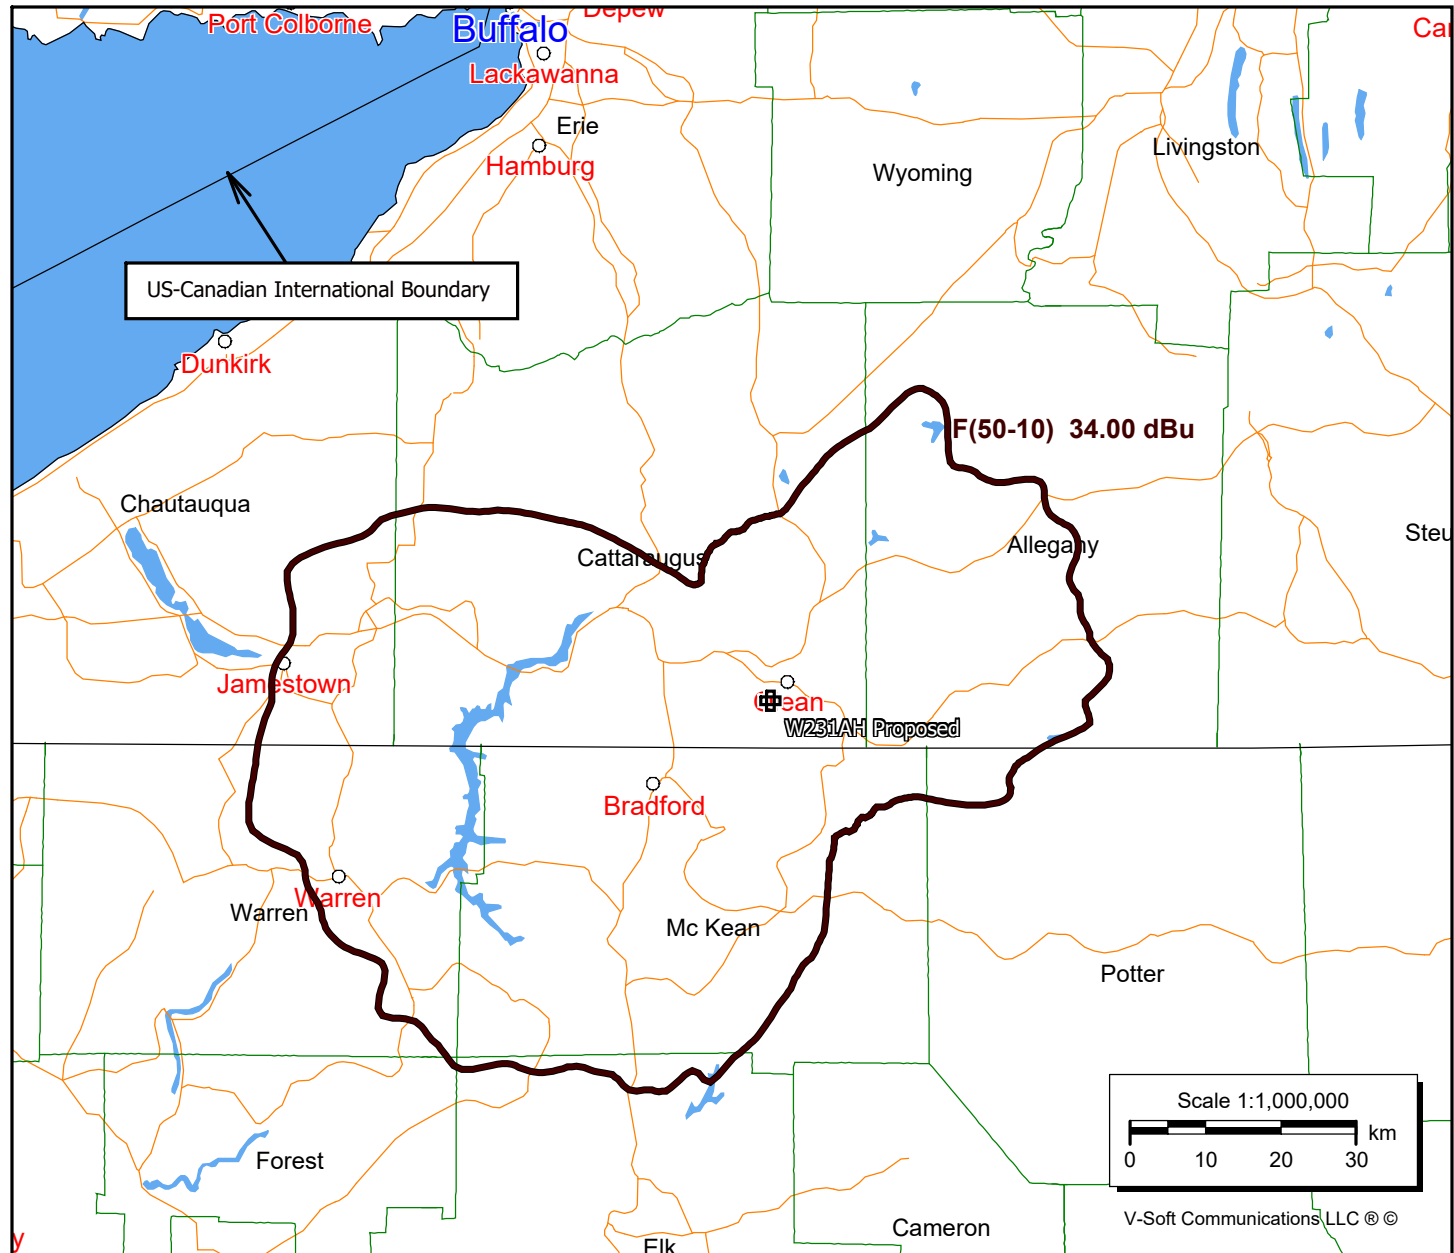 Port Colborne
Buffalo
Depew
Lackawanna
Erie
Hamburg
Wyoming
Livingston
US-Canadian International Boundary
Dunkirk
F(50-10) 34.00 dBu
Chautauqua
Cattaraugus
Allegany
Steu
Jamestown
Olean
W231AH Proposed
Bradford
Warren
Warren
Mc Kean
Potter
Scale 1:1,000,000
km
0 10 20 30
Forest
V-Soft Communications LLC ® ©
Cameron
Elk
y